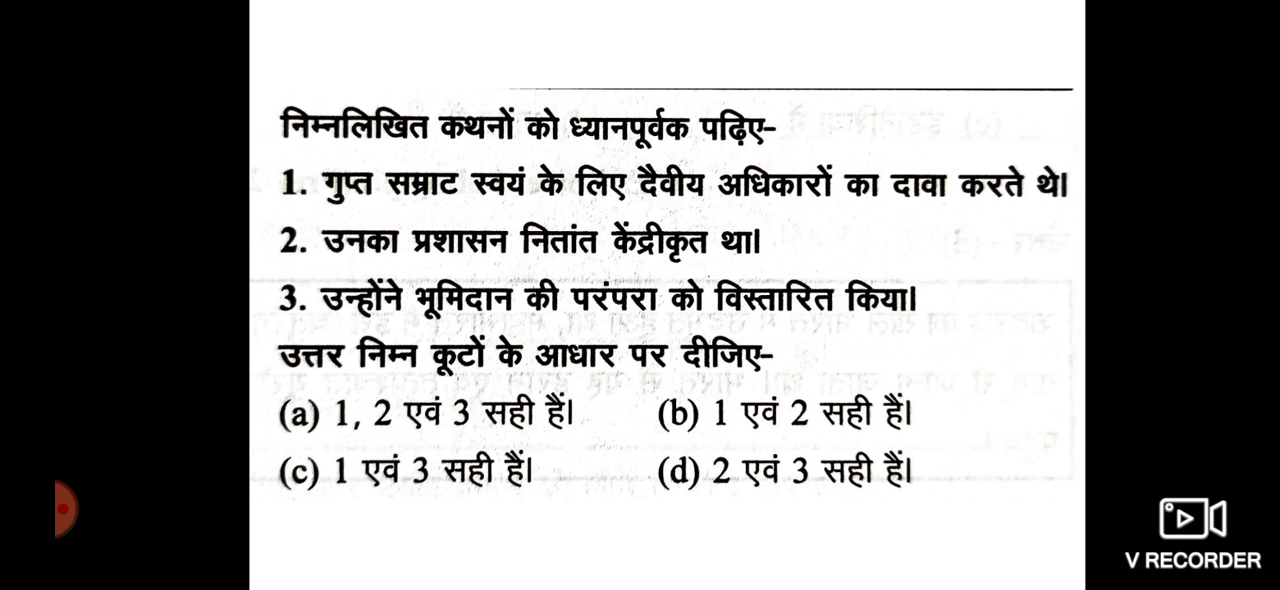 निम्नलिखित कथनों को ध्यानपूर्वक पढ़िए-
1. गुप्त सम्राट स्वयं के लिए दैवीय अधिकारों का दावा करते थे।
2. उनका प्रशासन नितांत केंद्रीकृत था।
3. उन्होंने भूमिदान की परंपरा को विस्तारित किया।
उत्तर निम्न कूटों के आधार पर दीजिए-
(a) 1, 2 एवं 3 सही हैं। (b) 1 एवं 2 सही हैं।
(c) 1 एवं 3 सही हैं। (d) 2 एवं 3 सही हैं।
V RECORDER